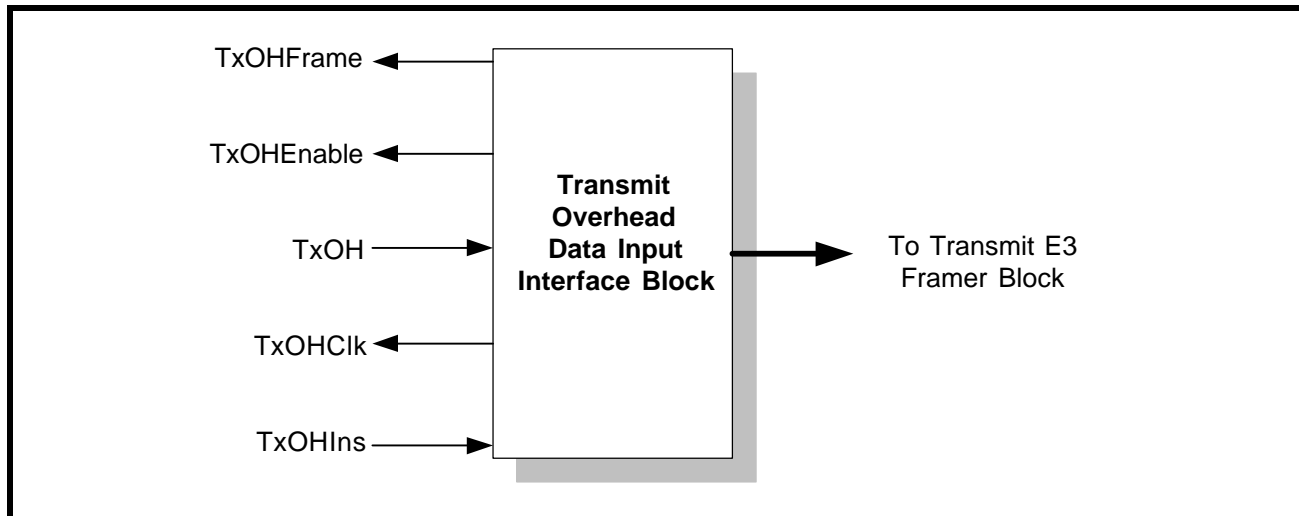 TxOHFrame
TxOHEnable
TxOH
TxOHClk
TxOHIns
Transmit
Overhead
Data Input
Interface Block
To Transmit E3
Framer Block